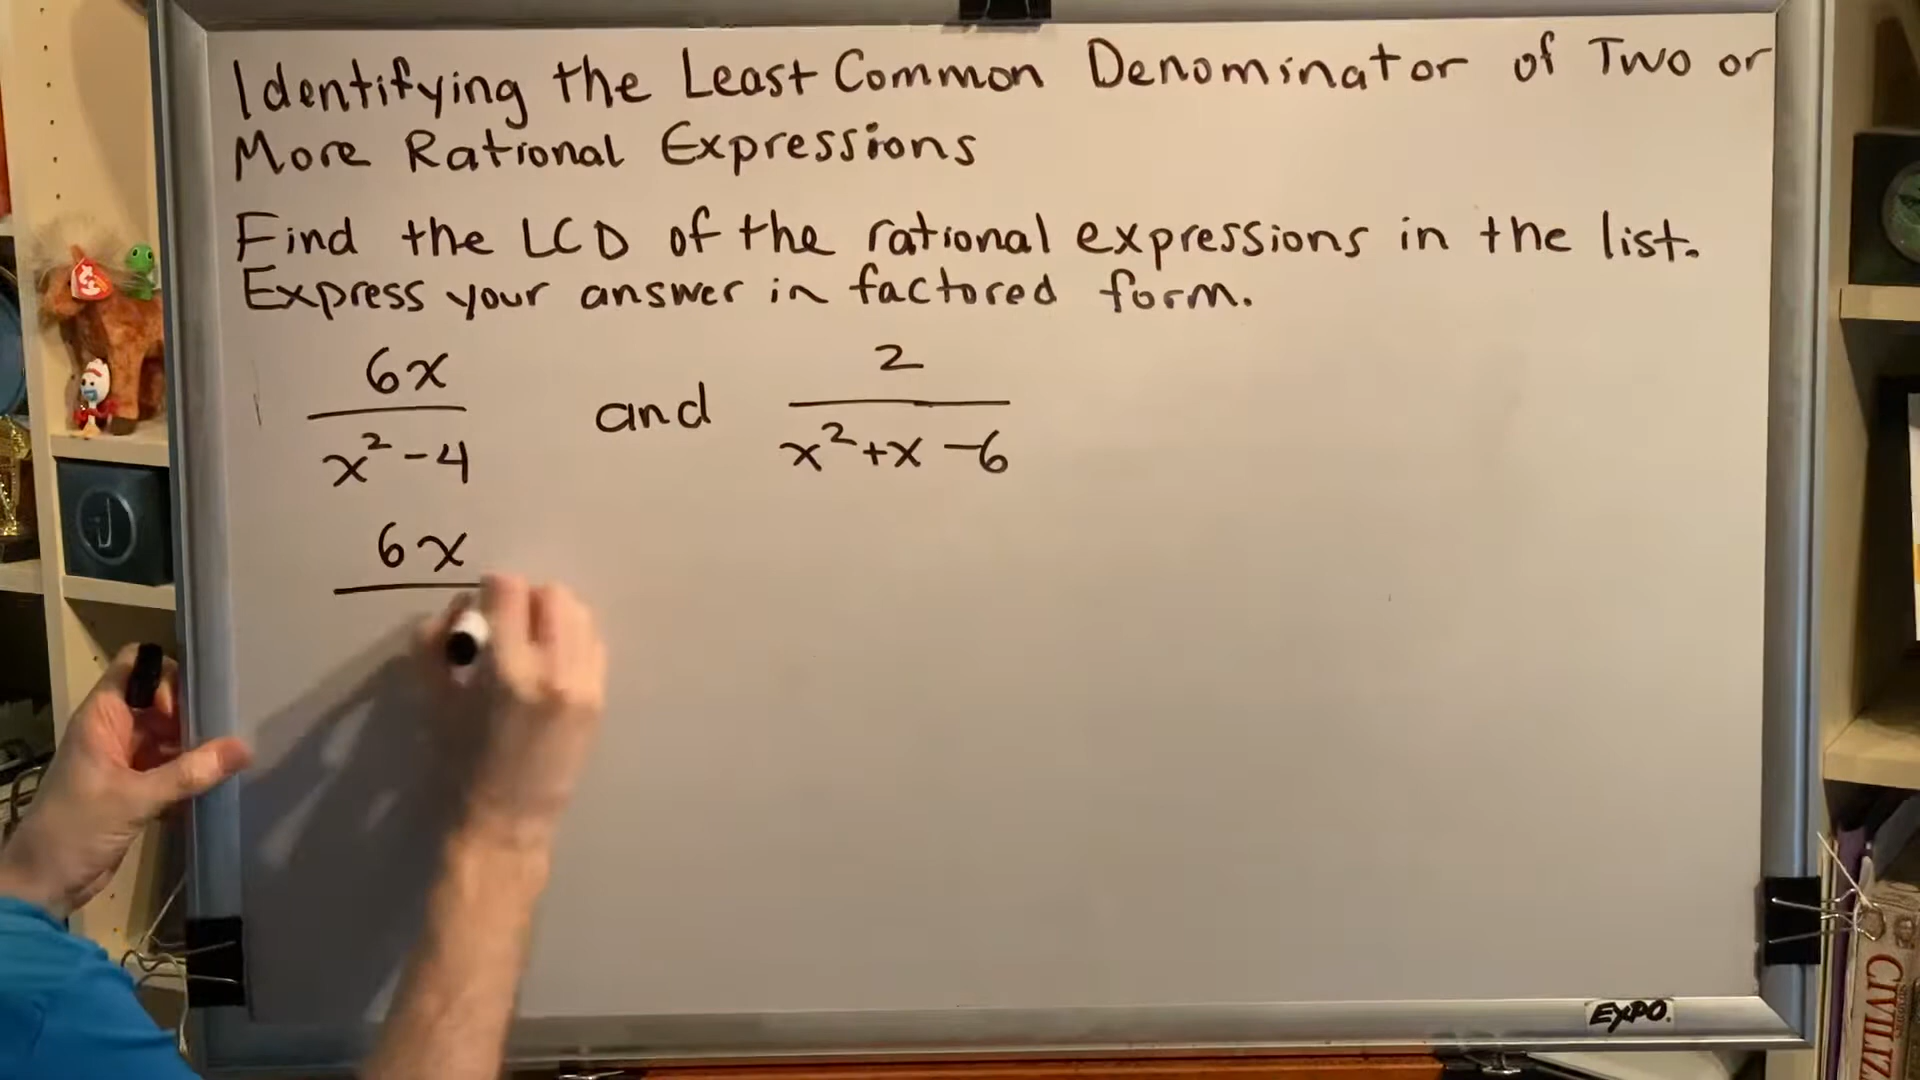 Identifying the Least Common Denominator of Two or
More Rational Expressions
Find the LCD of the rational expressions in the list.
Express your answer in factored form.
6x and 2
x²-4 x²+x-6
6x
EXPO.